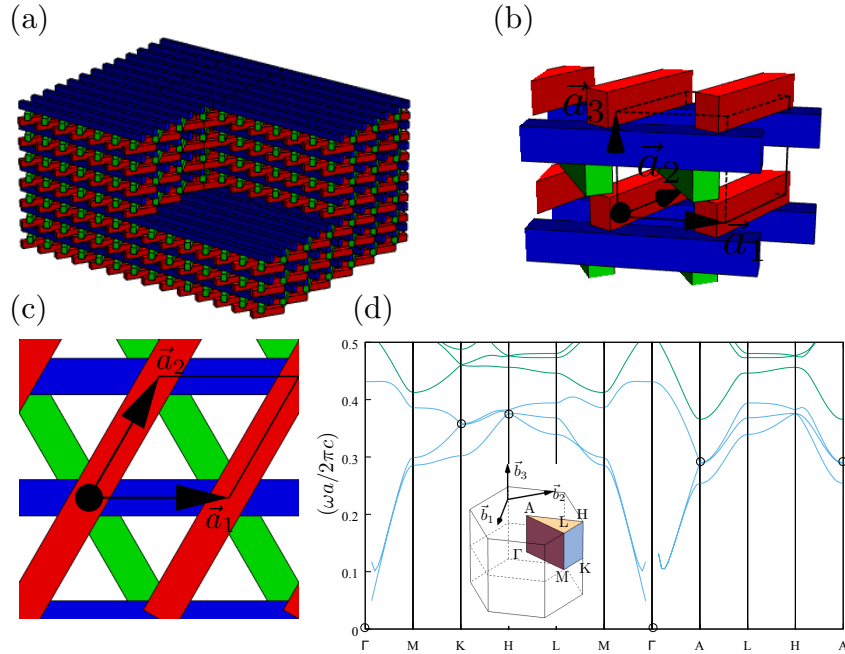 (a)
(b)
a⃗3
a⃗2
a⃗1
(c)
(d)
a⃗2
a⃗1
(ωa/2πc)
0.5
0.4
0.3
0.2
0.1
0
b⃗3
b⃗2
b⃗1
A
H
L
Γ
K
M
Γ M K H L M Γ A L H A